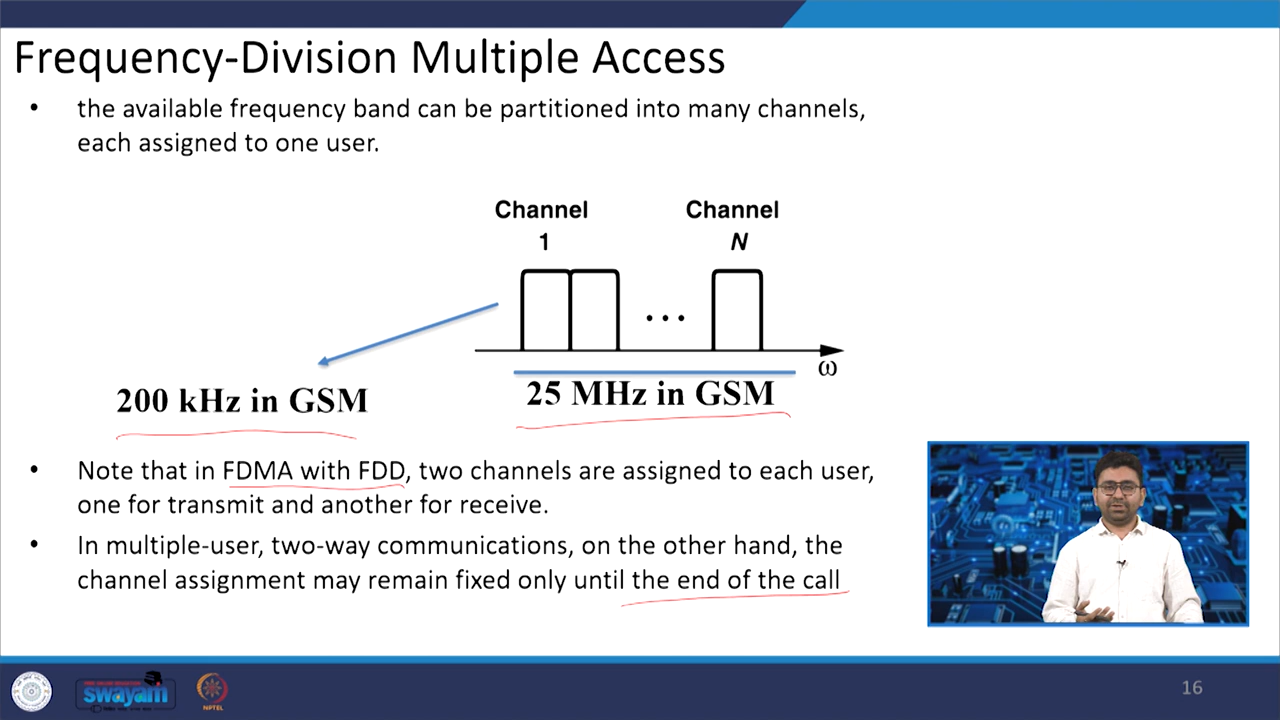 Frequency-Division Multiple Access
• the available frequency band can be partitioned into many channels,
each assigned to one user.
Channel
1
Channel
N
...
ω
200 kHz in GSM
25 MHz in GSM
• Note that in FDMA with FDD, two channels are assigned to each user,
one for transmit and another for receive.
• In multiple-user, two-way communications, on the other hand, the
channel assignment may remain fixed only until the end of the call
swayam
NPTEL
16